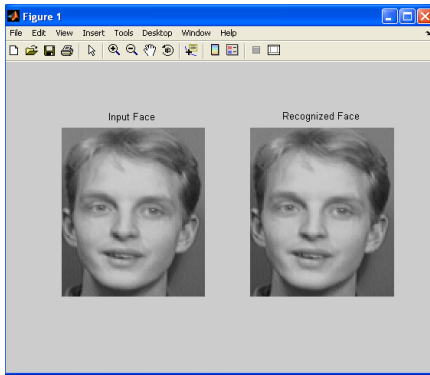 Figure 1
File Edit View Insert Tools Desktop Window Help
Input Face
Recognized Face